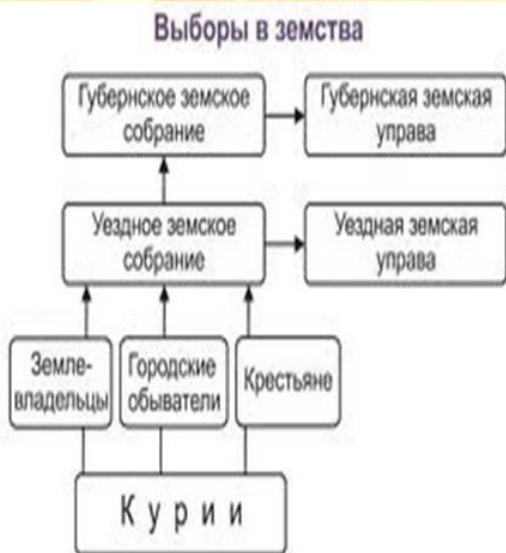 Выборы в земства
Губернское земское
собрание
Губернская земская
управа
Уездное земское
собрание
Уездная земская
управа
Земле-
владельцы
Городские
обыватели
Крестьяне
Курии